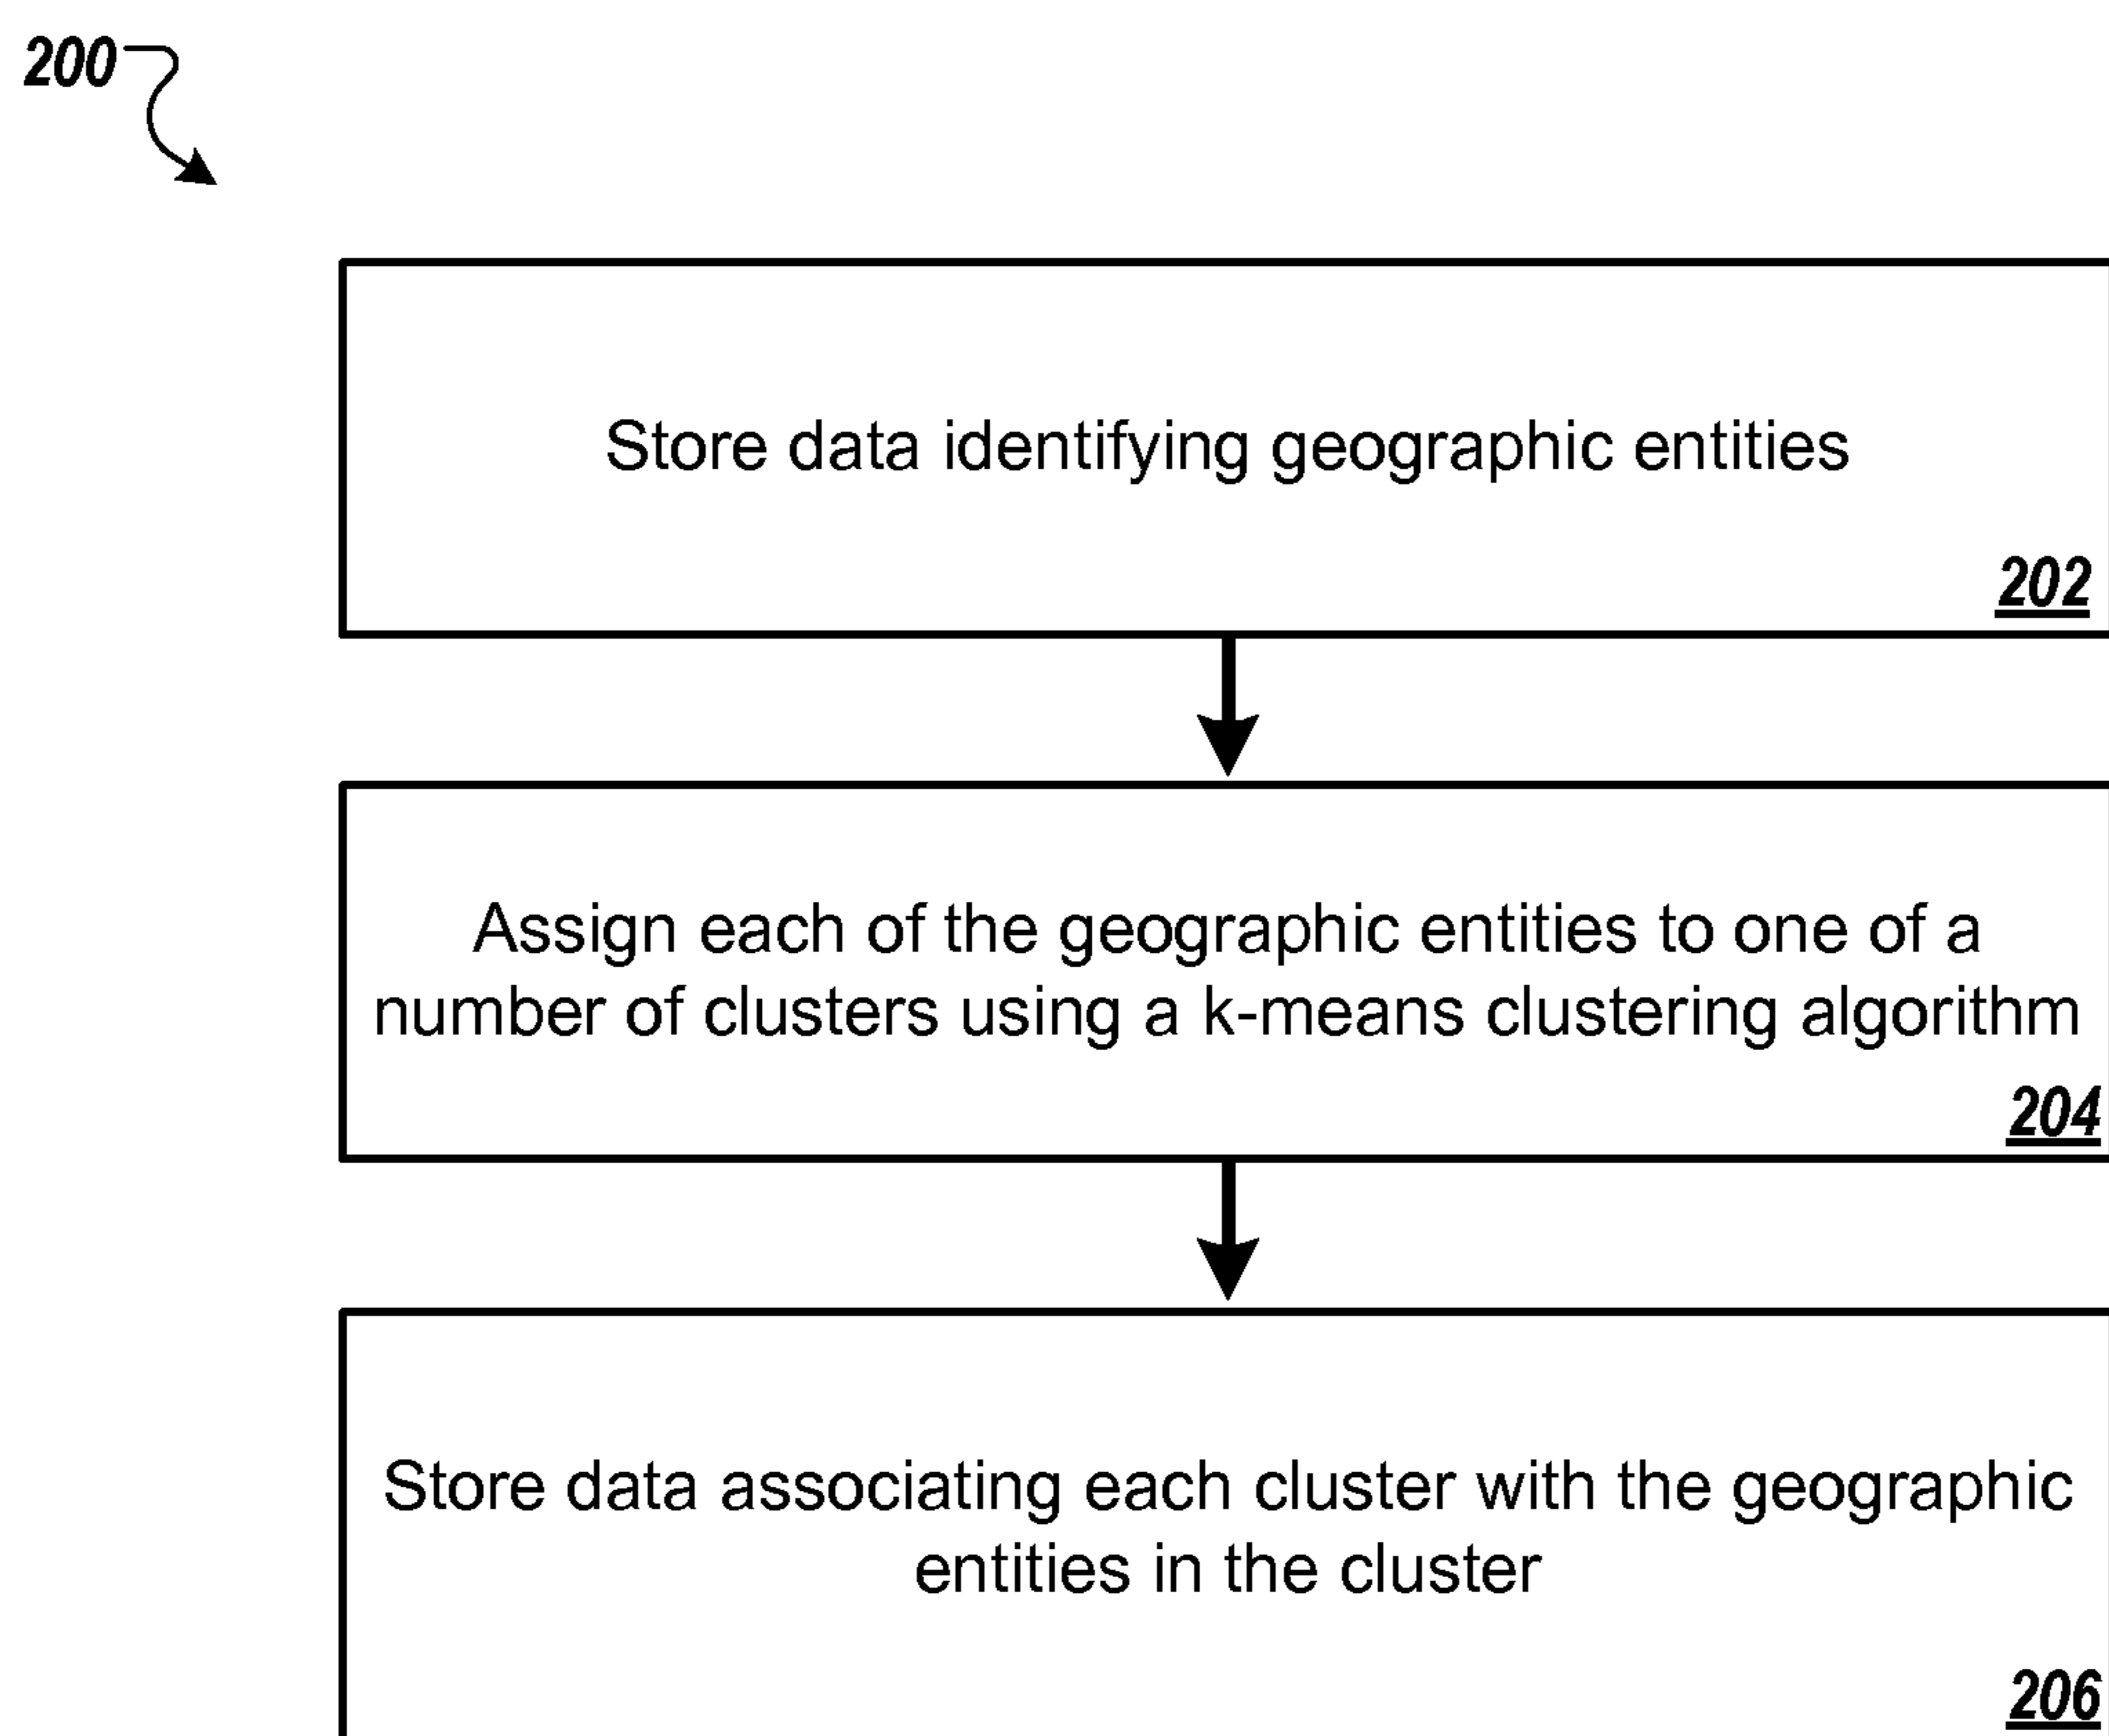 200
Store data identifying geographic entities
202
Assign each of the geographic entities to one of a
number of clusters using a k-means clustering algorithm
204
Store data associating each cluster with the geographic
entities in the cluster
206